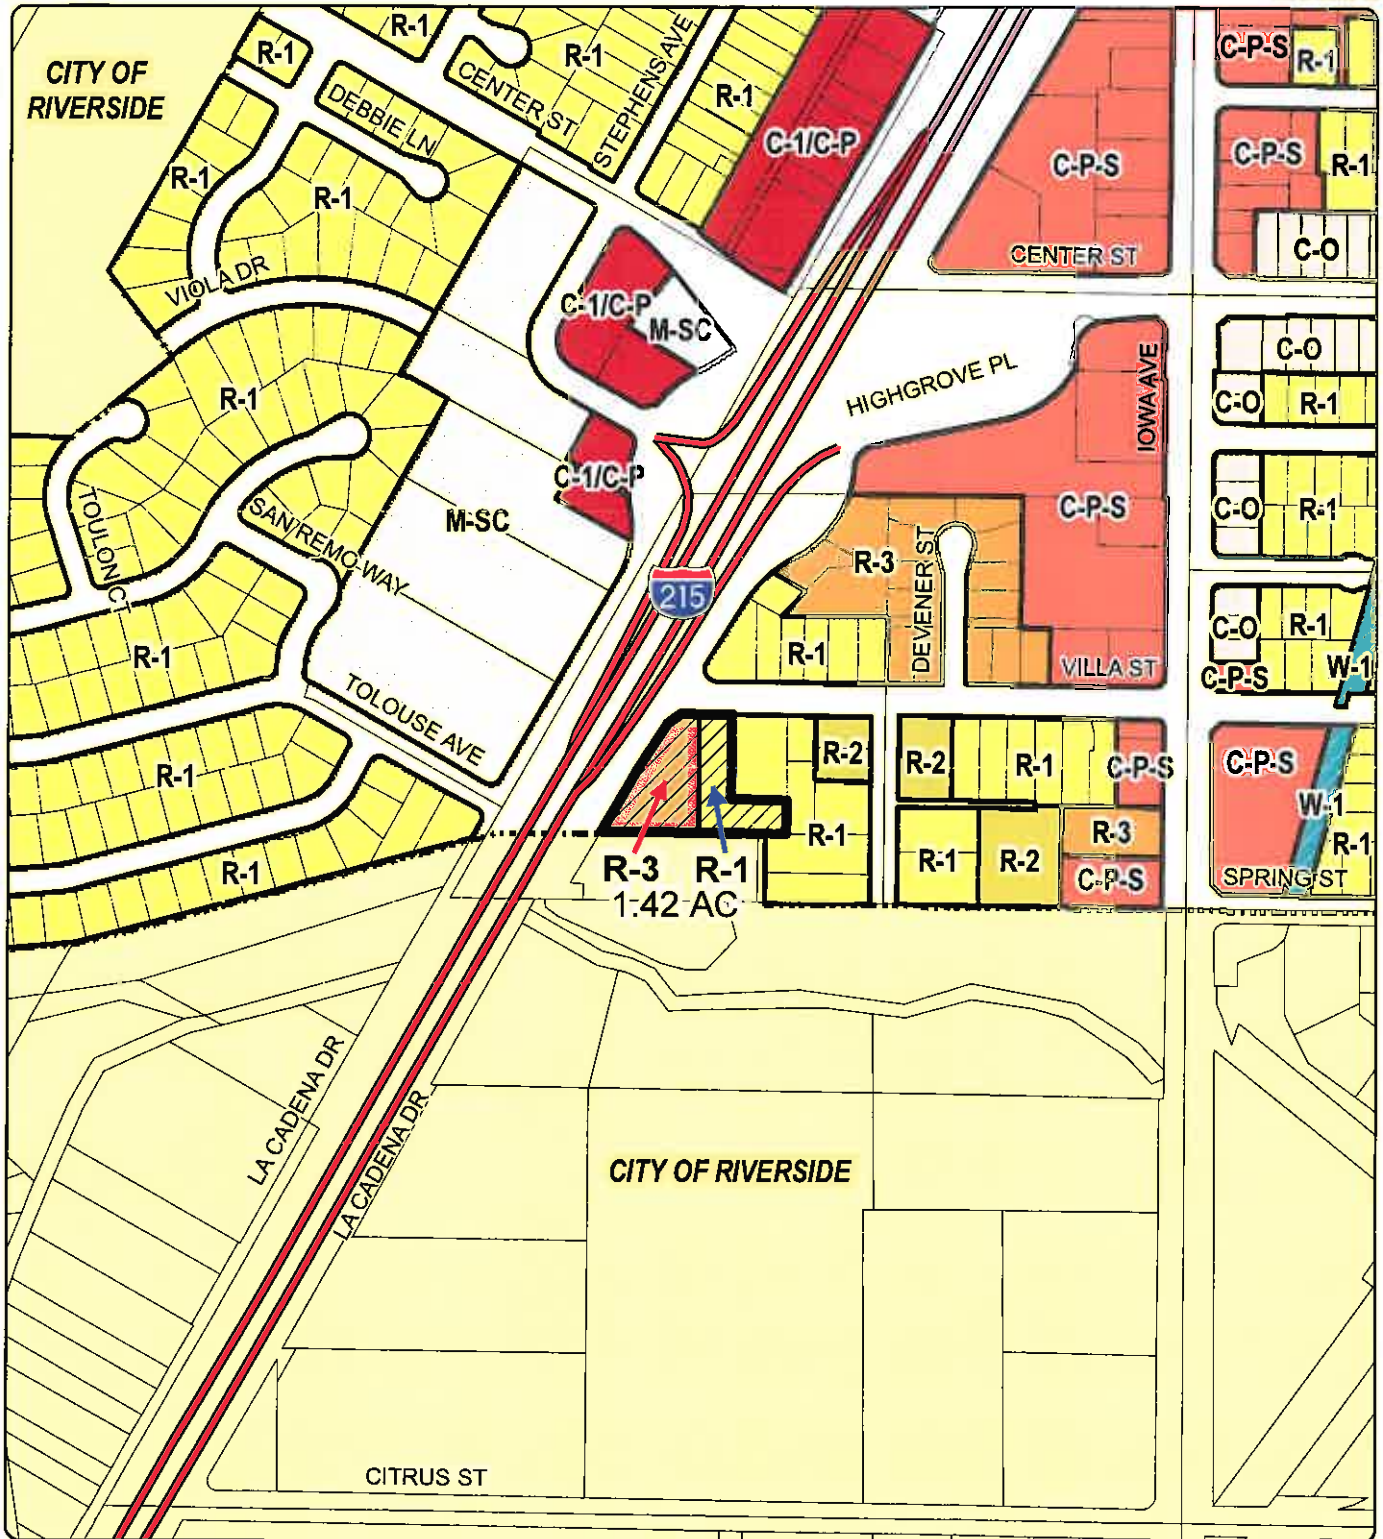 R-1
R-1
R-1
C-P-S
R-1
CITY OF
RIVERSIDE
DEBBIE LN
CENTER ST
STEPHENS AVE
R-1
C-1/C-P
C-P-S
C-P-S
R-1
R-1
R-1
CENTER ST
C-O
VIOLA DR
C-1/C-P
M-SC
HIGHGROVE PL
IOWA AVE
C-O
R-1
C-O
R-1
C-1/C-P
TOULON CT
SAN REMO WAY
M-SC
C-P-S
C-O
R-1
R-3
DEVENER ST
215
R-1
R-1
VILLA ST
C-O
R-1
C-P-S
W-1
TOLOUSE AVE
R-1
R-2
R-2
R-1
C-P-S
C-P-S
W-1
R-1
R-1
R-3
R-1
R-1
R-3
R-1
R-1
R-2
C-P-S
SPRING ST
1.42 AC
LA CADENA DR
LA CADENA DR
CITY OF RIVERSIDE
CITRUS ST